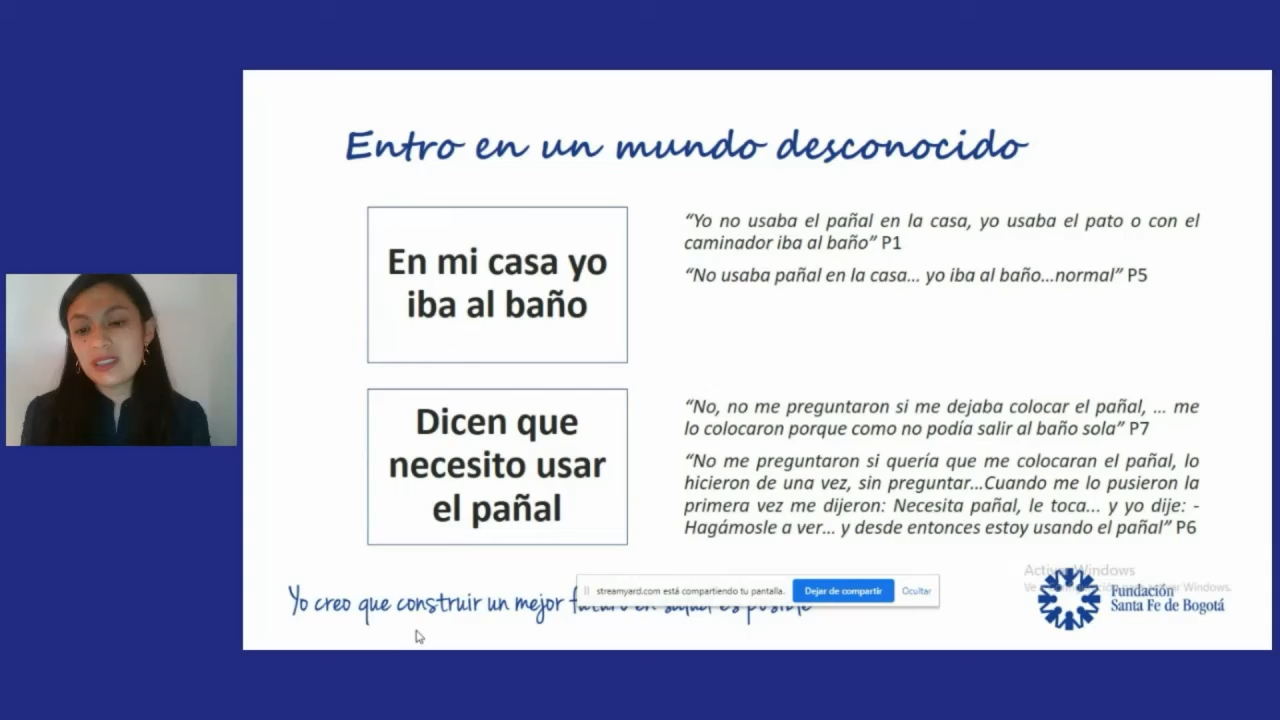 Entro en un mundo desconocido
En mi casa yo
iba al baño
“Yo no usaba el pañal en la casa, yo usaba el pato o con el
caminador iba al baño” P1
“No usaba pañal en la casa... yo iba al baño...normal” P5
Dicen que
necesito usar
el pañal
“No, no me preguntaron si me dejaba colocar el pañal, ... me
lo colocaron porque como no podía salir al baño sola” P7
“No me preguntaron si quería que me colocaran el pañal, lo
hicieron de una vez, sin preguntar...Cuando me lo pusieron la
primera vez me dijeron: Necesita pañal, le toca... y yo dije: -
Hagámosle a ver... y desde entonces estoy usando el pañal” P6
Yo creo que construir un mejor futuro en salud es posible
streamyard.com está compartiendo tu pantalla.
Dejar de compartir
Ocultar
Activar Windows
Fundación
Santa Fe de Bogotá